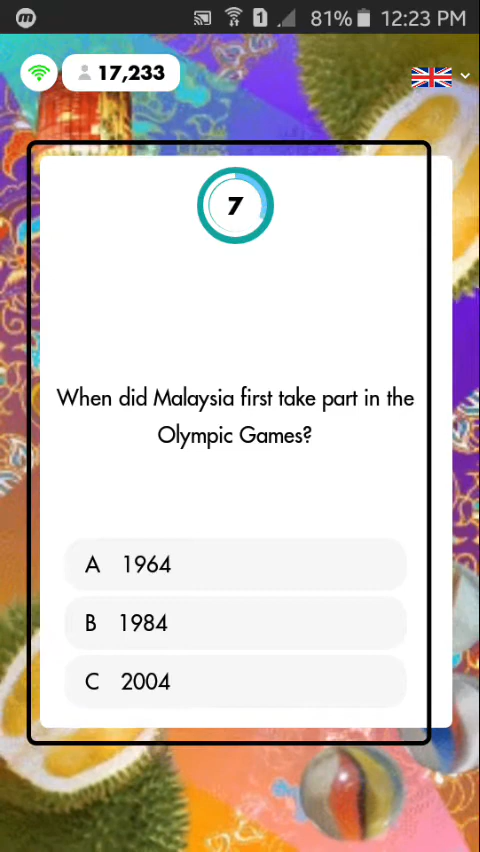 m 1 81% 12:23 PM
17,233
7
When did Malaysia first take part in the
Olympic Games?
A 1964
B 1984
C 2004